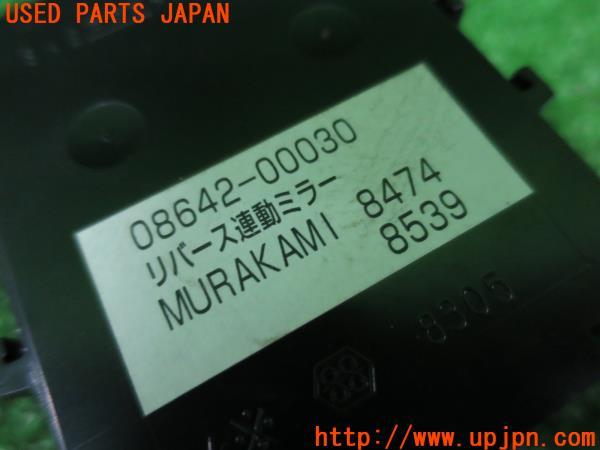 USED PARTS JAPAN
08642-00030
リバース連動ミラー
MURAKAMI 8474
8539
8305
http://www.upjpn.com